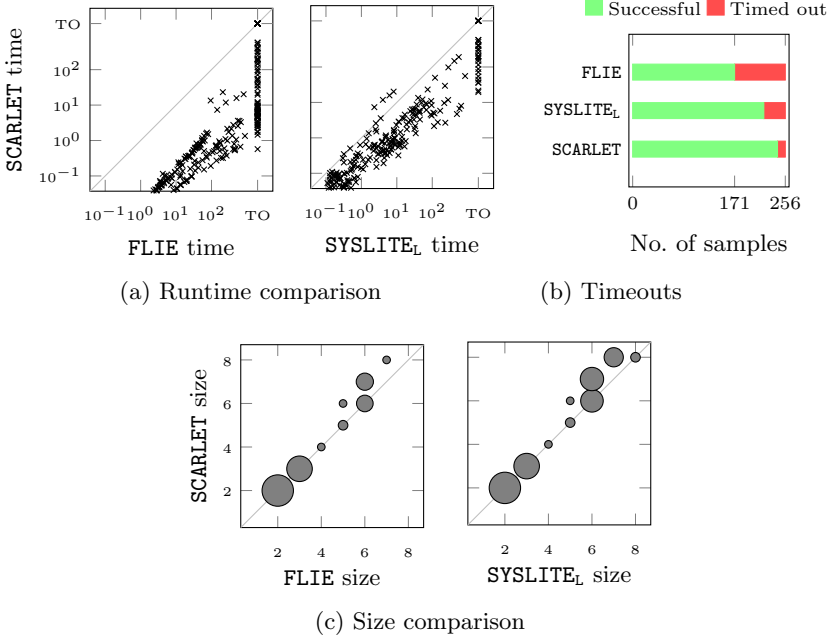 Successful Timed out
TO
10^2
10^1
10^0
10^−1
SCARLET time
10^−1 10^0 10^1 10^2 TO
FLIE time
10^−1 10^0 10^1 10^2 TO
SYSLITE_L time
(a) Runtime comparison
FLIE
SYSLITE_L
SCARLET
0 171 256
No. of samples
(b) Timeouts
8
6
4
2
SCARLET size
2 4 6 8
FLIE size
2 4 6 8
SYSLITE_L size
(c) Size comparison